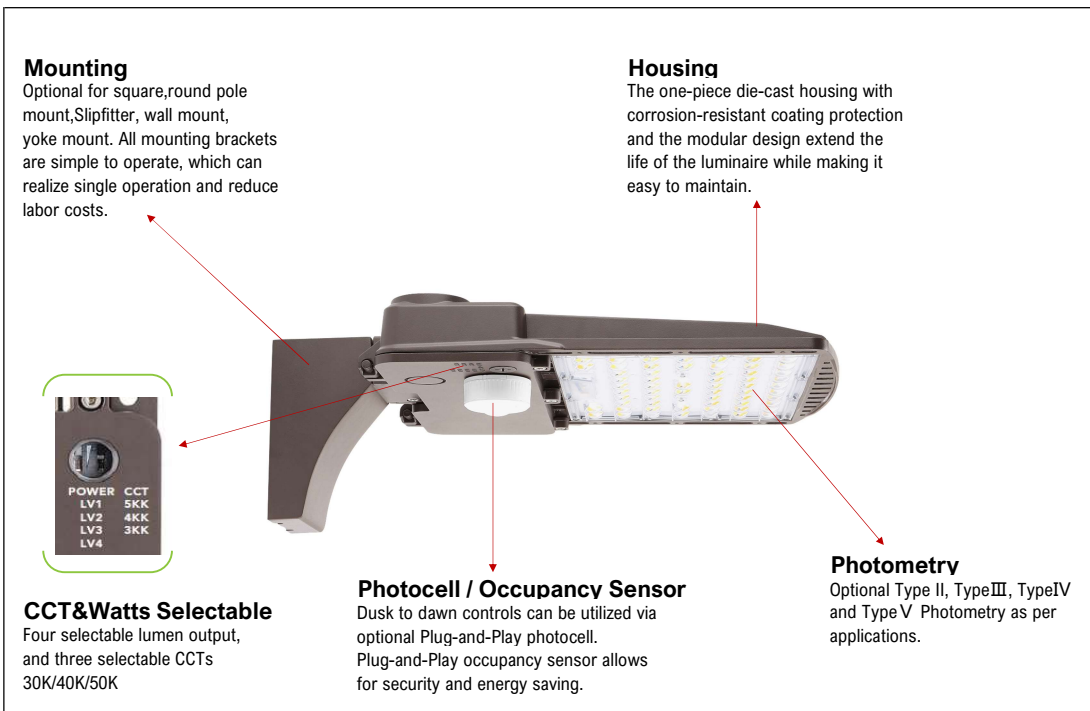 Mounting
Optional for square,round pole
mount,Slipfitter, wall mount,
yoke mount. All mounting brackets
are simple to operate, which can
realize single operation and reduce
labor costs.
Housing
The one-piece die-cast housing with
corrosion-resistant coating protection
and the modular design extend the
life of the luminaire while making it
easy to maintain.
POWER CCT
LV1 5KK
LV2 4KK
LV3 3KK
LV4
CCT&Watts Selectable
Four selectable lumen output,
and three selectable CCTs
30K/40K/50K
Photocell / Occupancy Sensor
Dusk to dawn controls can be utilized via
optional Plug-and-Play photocell.
Plug-and-Play occupancy sensor allows
for security and energy saving.
Photometry
Optional Type II, TypeⅢ, TypeⅣ
and TypeⅤ Photometry as per
applications.